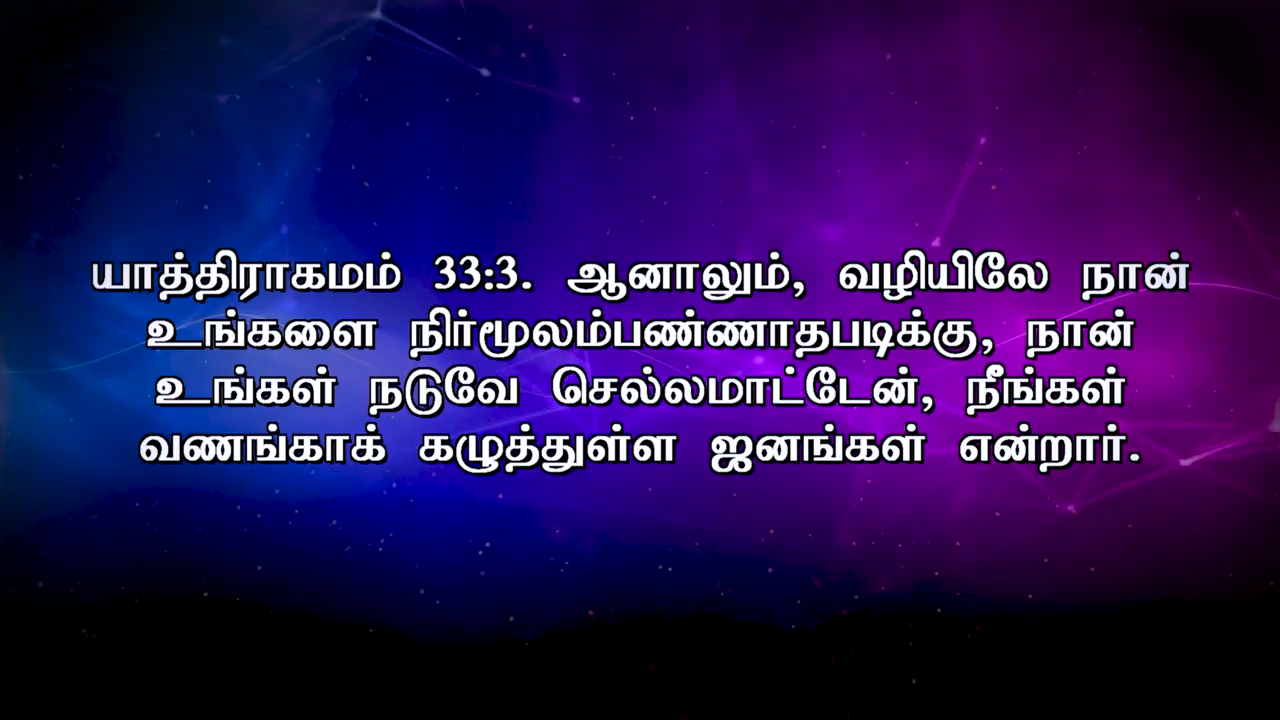 யாத்திராகமம் 33:3. ஆனாலும், வழியிலே நான்
உங்களை நிர்மூலம்பண்ணாதபடிக்கு, நான்
உங்கள் நடுவே செல்லமாட்டேன், நீங்கள்
வணங்காக் கழுத்துள்ள ஜனங்கள் என்றார்.